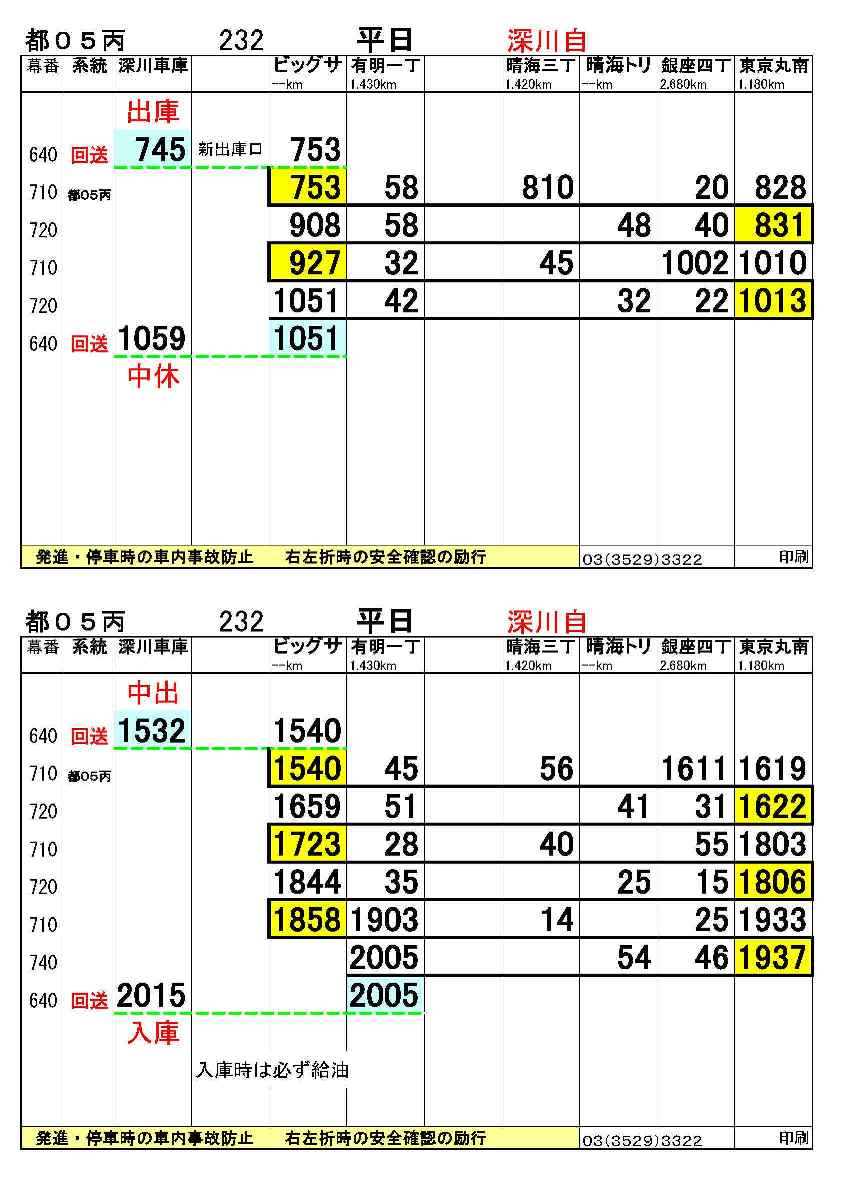 都０５丙 232 平日 深川自
幕番 系統 深川車庫 ビッグサ 有明一丁 晴海三丁 晴海トリ 銀座四丁 東京丸南
--km 1.430km 1.420km --km 2.680km 1.180km
出庫
640 回送 745 新出庫口 753
710 都05丙 753 58 810 20 828
720 908 58 48 40 831
710 927 32 45 1002 1010
720 1051 42 32 22 1013
640 回送 1059 1051
中休
発進・停車時の車内事故防止 右左折時の安全確認の励行 03(3529)3322 印刷
都０５丙 232 平日 深川自
幕番 系統 深川車庫 ビッグサ 有明一丁 晴海三丁 晴海トリ 銀座四丁 東京丸南
--km 1.430km 1.420km --km 2.680km 1.180km
中出
640 回送 1532 1540
710 都05丙 1540 45 56 1611 1619
720 1659 51 41 31 1622
710 1723 28 40 55 1803
720 1844 35 25 15 1806
710 1858 1903 14 25 1933
740 2005 54 46 1937
640 回送 2015 2005
入庫
入庫時は必ず給油
発進・停車時の車内事故防止 右左折時の安全確認の励行 03(3529)3322 印刷